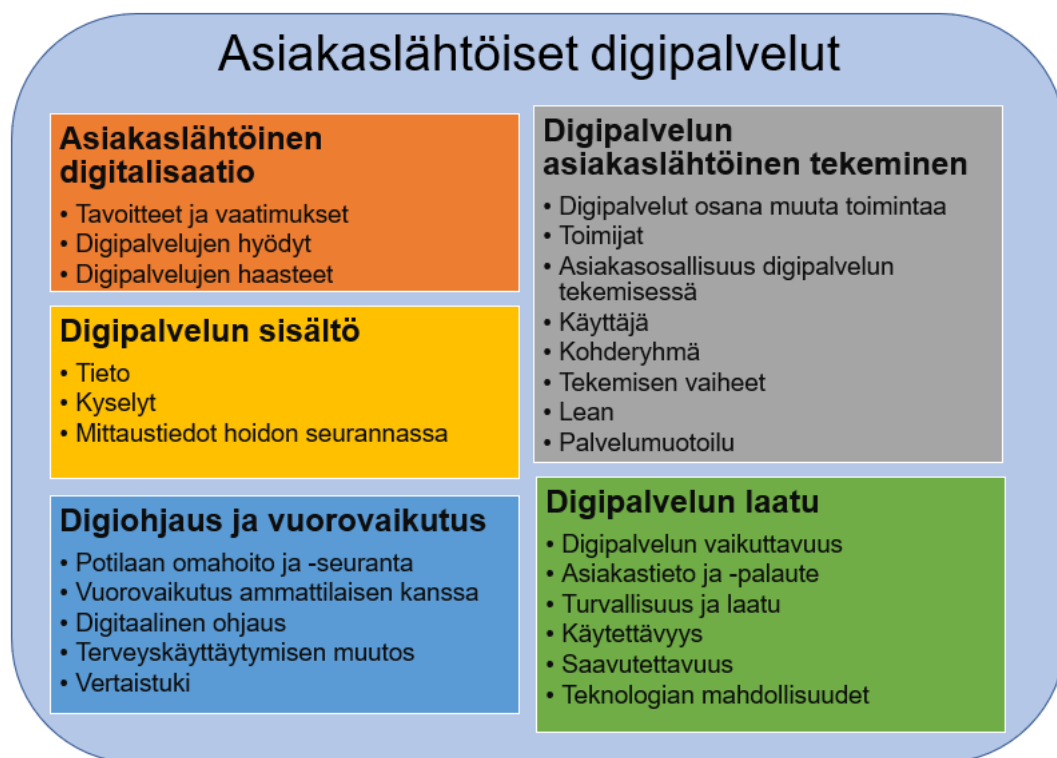 Asiakaslähtöiset digipalvelut
Asiakaslähtöinen
digitalisaatio
• Tavoitteet ja vaatimukset
• Digipalvelujen hyödyt
• Digipalvelujen haasteet
Digipalvelun sisältö
• Tieto
• Kyselyt
• Mittaustiedot hoidon seurannassa
Digiohjaus ja vuorovaikutus
• Potilaan omahoito ja -seuranta
• Vuorovaikutus ammattilaisen kanssa
• Digitaalinen ohjaus
• Terveyskäyttäytymisen muutos
• Vertaistuki
Digipalvelun
asiakaslähtöinen tekeminen
• Digipalvelut osana muuta toimintaa
• Toimijat
• Asiakasosallisuus digipalvelun
tekemisessä
• Käyttäjä
• Kohderyhmä
• Tekemisen vaiheet
• Lean
• Palvelumuotoilu
Digipalvelun laatu
• Digipalvelun vaikuttavuus
• Asiakastieto ja -palaute
• Turvallisuus ja laatu
• Käytettävyys
• Saavutettavuus
• Teknologian mahdollisuudet